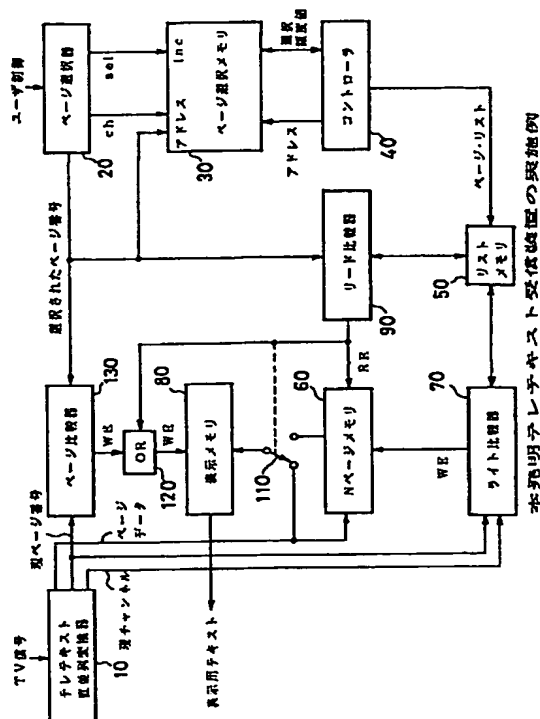 ユーザ制御
ページ選択器
20
ch
sel
アドレス
inc
ページ選択メモリ
30
アドレス
選択
頻度値
コントローラ
40
ページ・リスト
選択されたページ番号
リード比較器
90
リスト
メモリ
50
ページ比較器
130
WE
OR
120
WE
80
表示メモリ
110
RE
60
Nページメモリ
WE
70
ライト比較器
現ページ番号
ページ
データ
現チャンネル
TV信号
テレテキスト
10
表示用テキスト
本発明テレテキスト受信装置の実施例